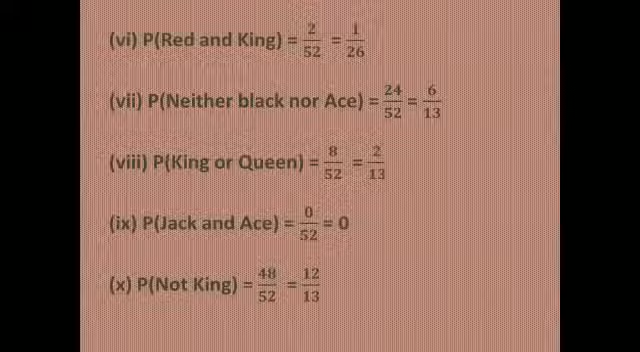 (vi) P(Red and King) = 2/52 = 1/26
(vii) P(Neither black nor Ace) = 24/52 = 6/13
(viii) P(King or Queen) = 8/52 = 2/13
(ix) P(Jack and Ace) = 0/52 = 0
(x) P(Not King) = 48/52 = 12/13